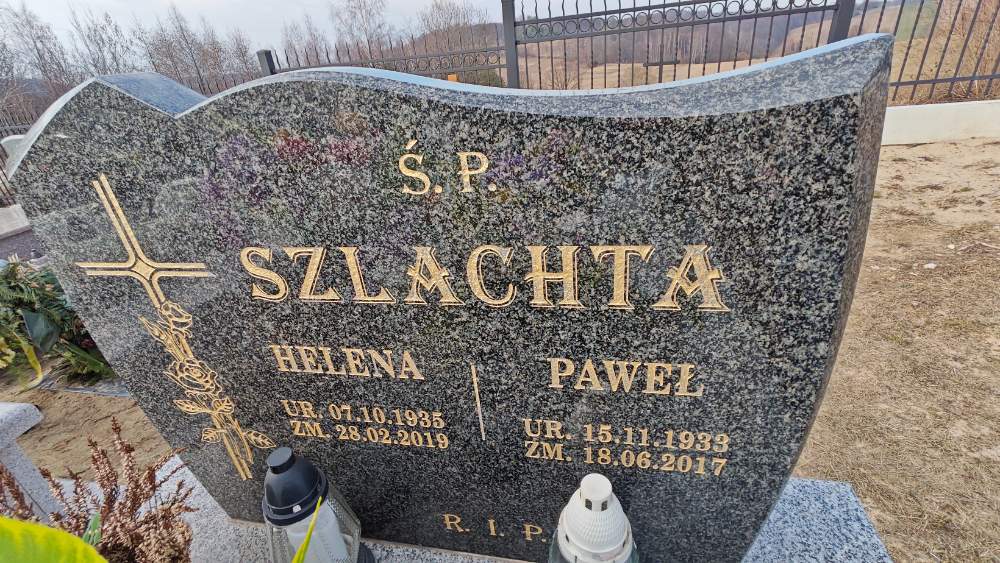 Ś. P.
SZLACHTA
HELENA
UR. 07.10.1935
ZM. 28.02.2019
PAWEŁ
UR. 15.11.1933
ZM. 18.06.2017
R. I. P.